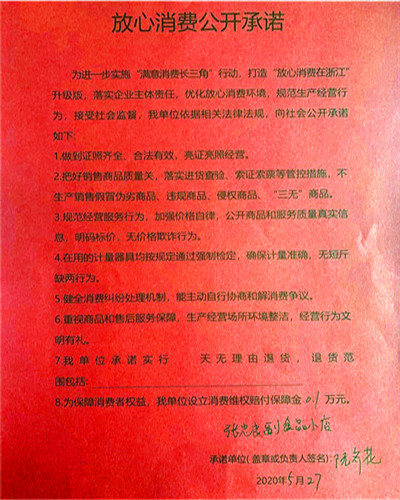 放心消费公开承诺
为进一步实施“满意消费长三角”行动，打造“放心消费在浙江”
升级版，落实企业主体责任，优化放心消费环境，规范生产经营行
为，接受社会监督，我单位依据相关法律法规，向社会公开承诺
如下：
1.做到证照齐全、合法有效，亮证亮照经营。
2.把好销售商品质量关，落实进货查验、索证索票等管控措施，不
生产销售假冒伪劣商品、违规商品、侵权商品、“三无”商品。
3.规范经营服务行为，加强价格自律，公开商品和服务质量真实信
息，明码标价，无价格欺诈行为。
4.在用的计量器具均按规定通过强制检定，确保计量准确，无短斤
缺两行为。
5.健全消费纠纷处理机制，能主动自行协商和解消费争议。
6.重视商品和售后服务保障，生产经营场所环境整洁，经营行为文
明有礼。
7.我单位承诺实行 天无理由退货，退货范
围包括：
8.为保障消费者权益，我单位设立消费维权赔付保障金 0.1 万元。
张忠良副食品小店
承诺单位(盖章或负责人签名)： 花
2020年5月27